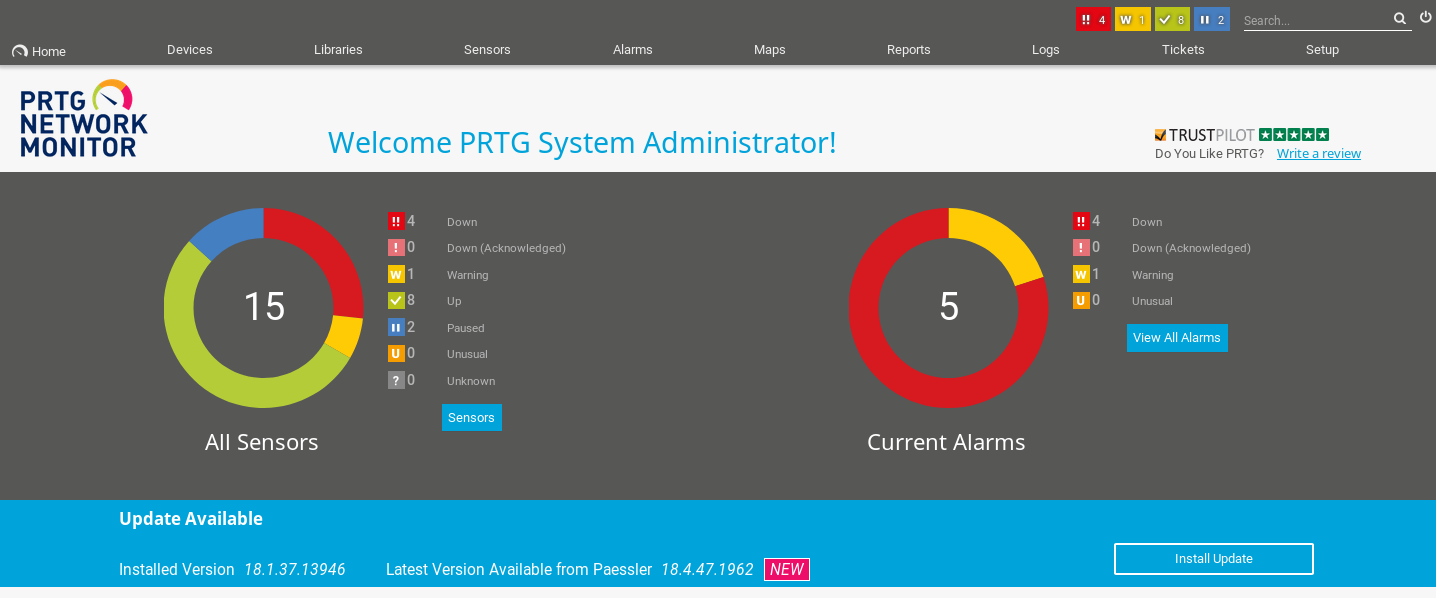 4 W 1 8 2 Search...
Home Devices Libraries Sensors Alarms Maps Reports Logs Tickets Setup
PRTG
NETWORK
MONITOR
Welcome PRTG System Administrator!
TRUSTPILOT
Do You Like PRTG? Write a review
15
!! 4 Down
! 0 Down (Acknowledged)
W 1 Warning
8 Up
2 Paused
U 0 Unusual
? 0 Unknown
Sensors
All Sensors
5
!! 4 Down
! 0 Down (Acknowledged)
W 1 Warning
U 0 Unusual
View All Alarms
Current Alarms
Update Available
Installed Version 18.1.37.13946 Latest Version Available from Paessler 18.4.47.1962 NEW
Install Update